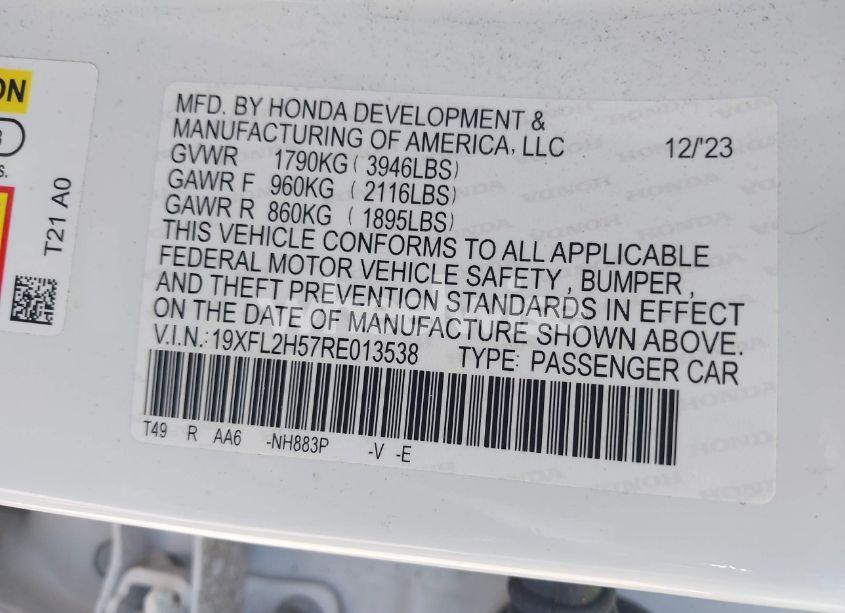 ON
3
s.
T21 A0
MFD. BY HONDA DEVELOPMENT &
MANUFACTURING OF AMERICA, LLC 12/'23
GVWR 1790KG ( 3946LBS)
GAWR F 960KG ( 2116LBS)
GAWR R 860KG ( 1895LBS)
THIS VEHICLE CONFORMS TO ALL APPLICABLE
FEDERAL MOTOR VEHICLE SAFETY , BUMPER ,
AND THEFT PREVENTION STANDARDS IN EFFECT
ON THE DATE OF MANUFACTURE SHOWN ABOVE.
V.I.N.: 19XFL2H57RE013538 TYPE: PASSENGER CAR
T49 R AA6 -NH883P -V -E
HONDA